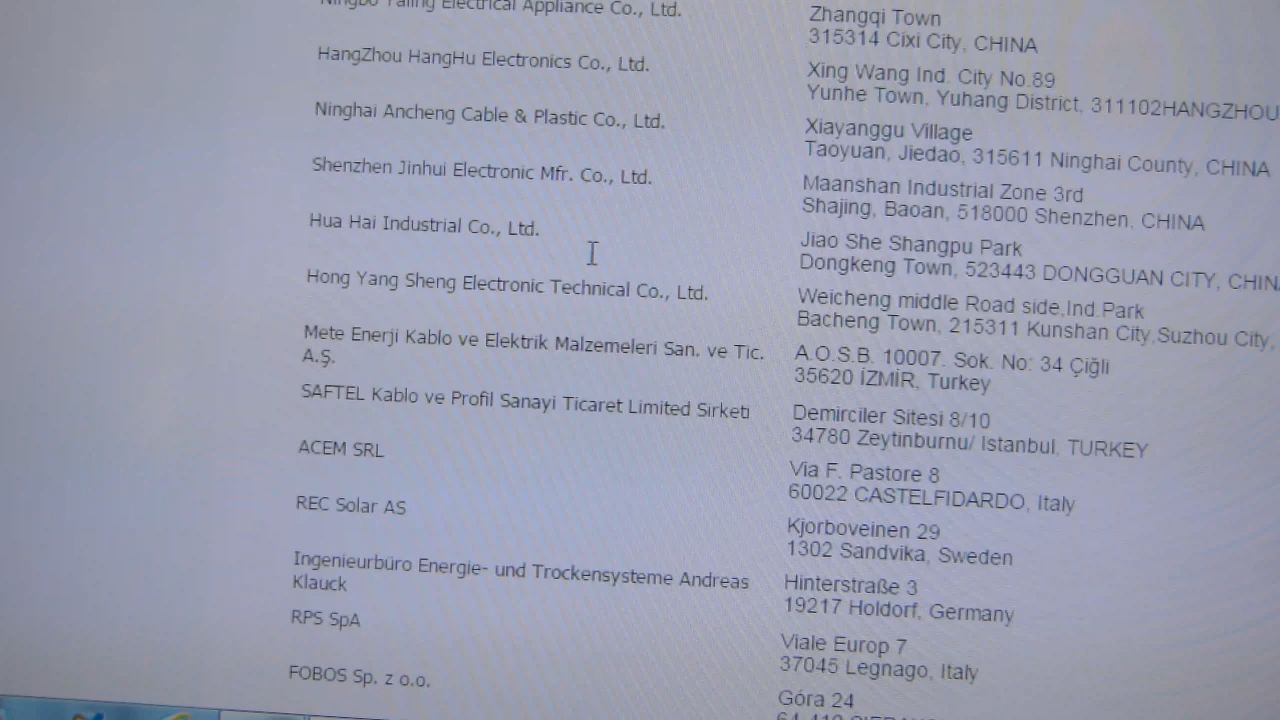 Ningbo Yaling Electrical Appliance Co., Ltd.
Zhangqi Town
315314 Cixi City, CHINA
HangZhou HangHu Electronics Co., Ltd.
Xing Wang Ind. City No.89
Yunhe Town, Yuhang District, 311102HANGZHOU
Ninghai Ancheng Cable & Plastic Co., Ltd.
Xiayanggu Village
Taoyuan, Jiedao, 315611 Ninghai County, CHINA
Shenzhen Jinhui Electronic Mfr. Co., Ltd.
Maanshan Industrial Zone 3rd
Shajing, Baoan, 518000 Shenzhen, CHINA
Hua Hai Industrial Co., Ltd.
Jiao She Shangpu Park
Dongkeng Town, 523443 DONGGUAN CITY, CHIN
Hong Yang Sheng Electronic Technical Co., Ltd.
Weicheng middle Road side,Ind.Park
Bacheng Town, 215311 Kunshan City,Suzhou City,
Mete Enerji Kablo ve Elektrik Malzemeleri San. ve Tic.
A.Ş.
A.O.S.B. 10007. Sok. No: 34 Çiğli
35620 İZMİR, Turkey
SAFTEL Kablo ve Profil Sanayi Ticaret Limited Sirketi
Demirciler Sitesi 8/10
34780 Zeytinburnu/ Istanbul, TURKEY
ACEM SRL
Via F. Pastore 8
60022 CASTELFIDARDO, Italy
REC Solar AS
Kjorboveinen 29
1302 Sandvika, Sweden
Ingenieurbüro Energie- und Trockensysteme Andreas
Klauck
Hinterstraße 3
19217 Holdorf, Germany
RPS SpA
Viale Europ 7
37045 Legnago, Italy
FOBOS Sp. z o.o.
Góra 24